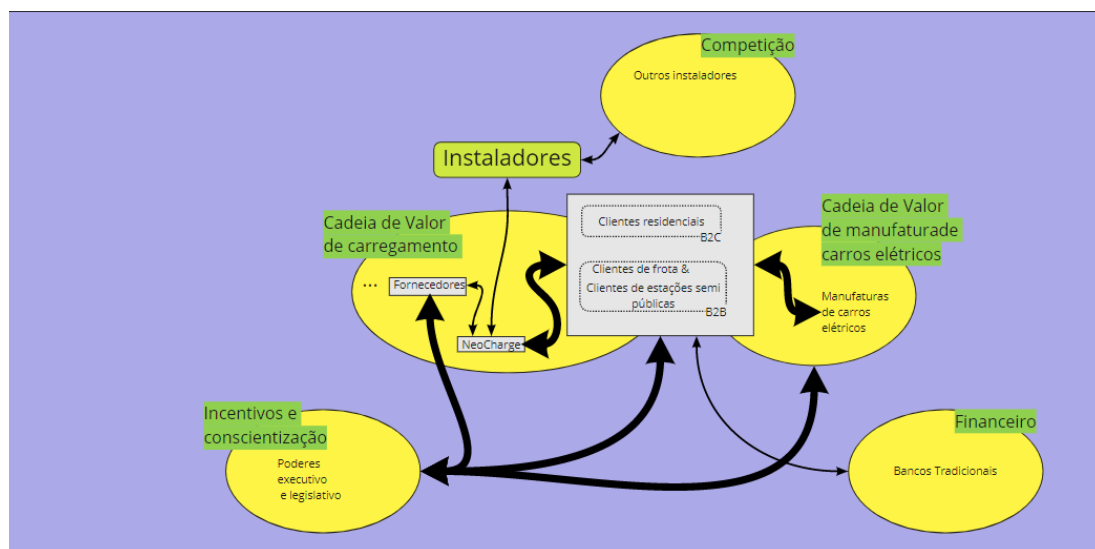 Competição
Outros instaladores
Instaladores
Cadeia de Valor
de carregamento
Clientes residenciais
B2C
Cadeia de Valor
de manufaturade
carros elétricos
...
Fornecedores
Clientes de frota &
Clientes de estações semi
públicas
B2B
Manufaturas
de carros
elétricos
NeoCharge
Incentivos e
conscientização
Poderes
executivo
e legislativo
Financeiro
Bancos Tradicionais